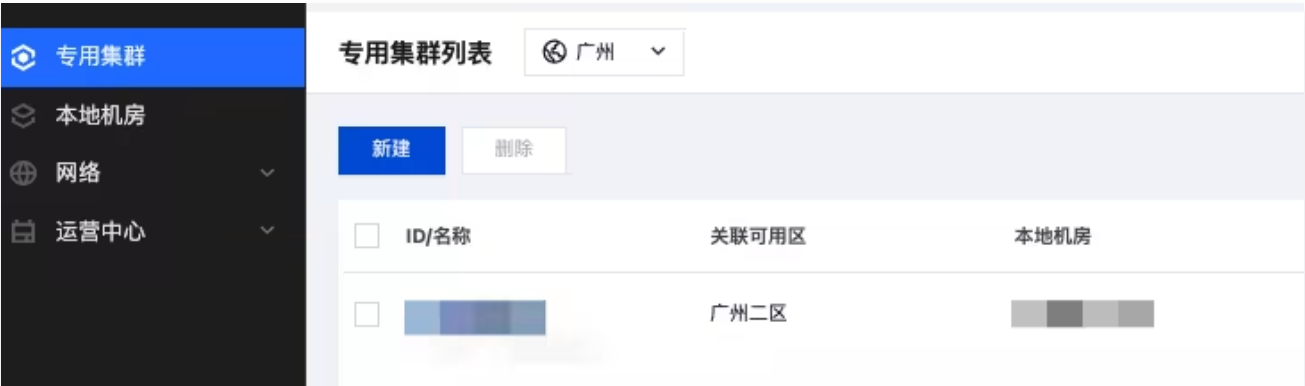 专用集群
本地机房
网络
运营中心
专用集群列表 广州
新建 删除
ID/名称 关联可用区 本地机房
广州二区